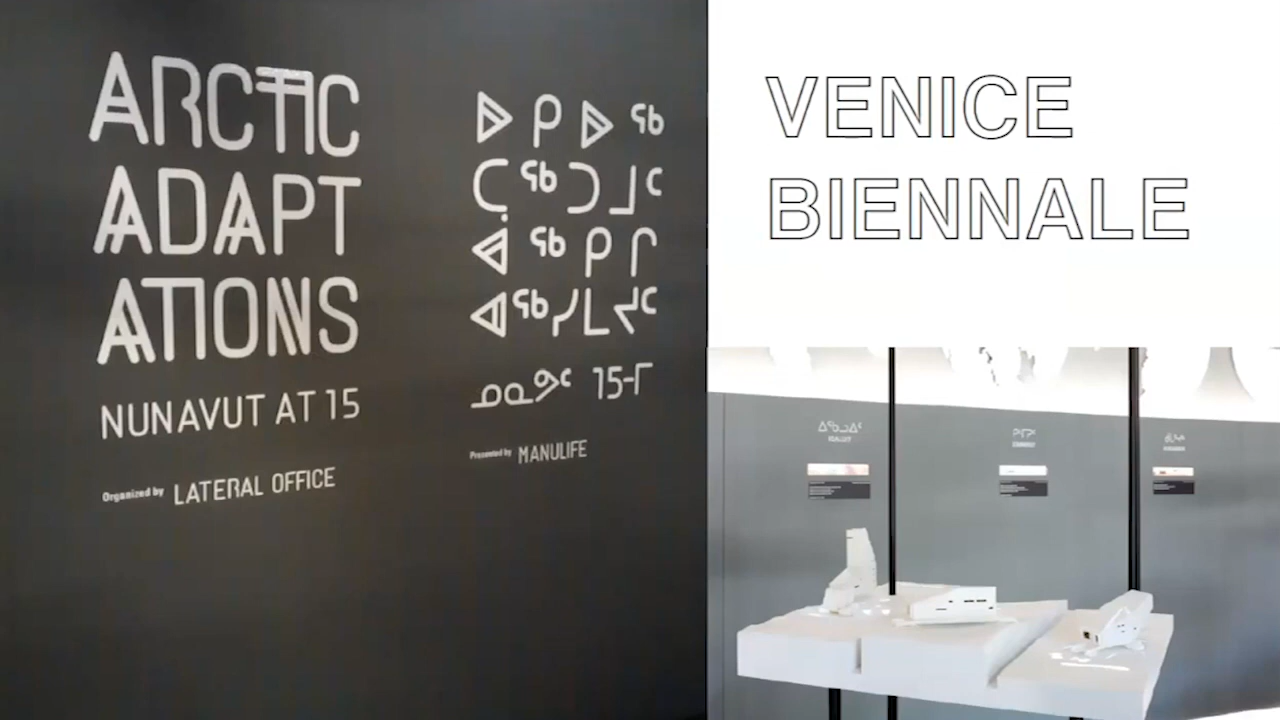 ARCTIC
ADAPT
ATIONS
NUNAVUT AT 15
Organized by LATERAL OFFICE
ᐅᑭᐅᖅ
ᑕᖅᑐᒧᑦ
ᐋᖅᑭᒋ
ᐊᖅᓯᒪᔪᑦ
ᓄᓇᕗᑦ 15-ᒥ
Presented by MANULIFE
VENICE
BIENNALE